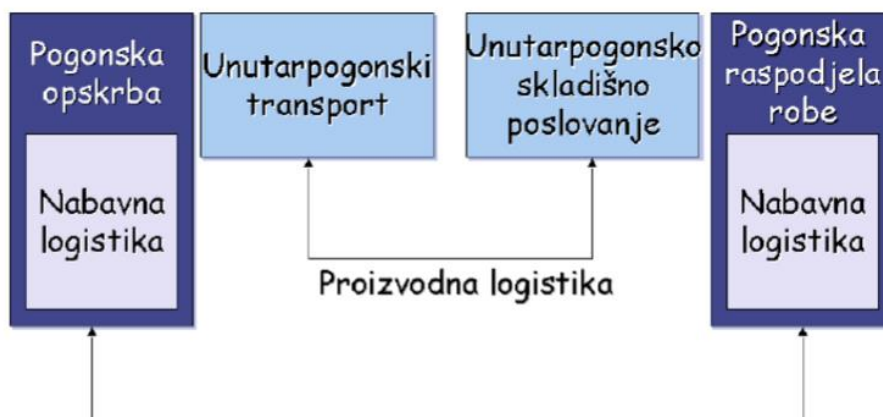 Pogonska
opskrba
Nabavna
logistika
Unutarpogonski
transport
Unutarpogonsko
skladišno
poslovanje
Pogonska
raspodjela
robe
Nabavna
logistika
Proizvodna logistika